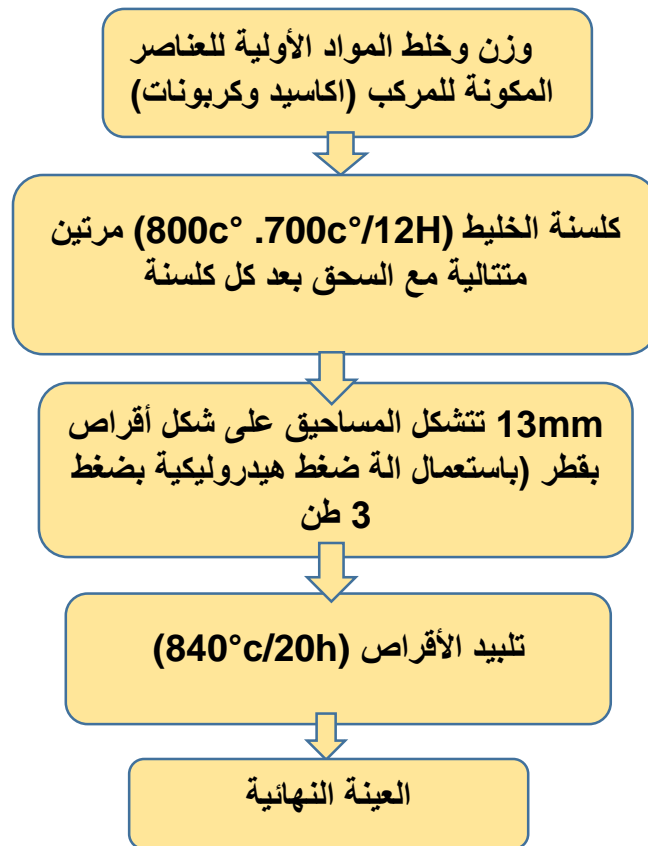 وزن وخلط المواد الأولية للعناصر
المكونة للمركب (اكاسيد وكربونات)
كلسنة الخليط (800c° .700c°/12H) مرتين
متتالية مع السحق بعد كل كلسنة
13mm تتشكل المساحيق على شكل أقراص
بقطر (باستعمال الة ضغط هيدروليكية بضغط
3 طن
تلبيد الأقراص (840°c/20h)
العينة النهائية